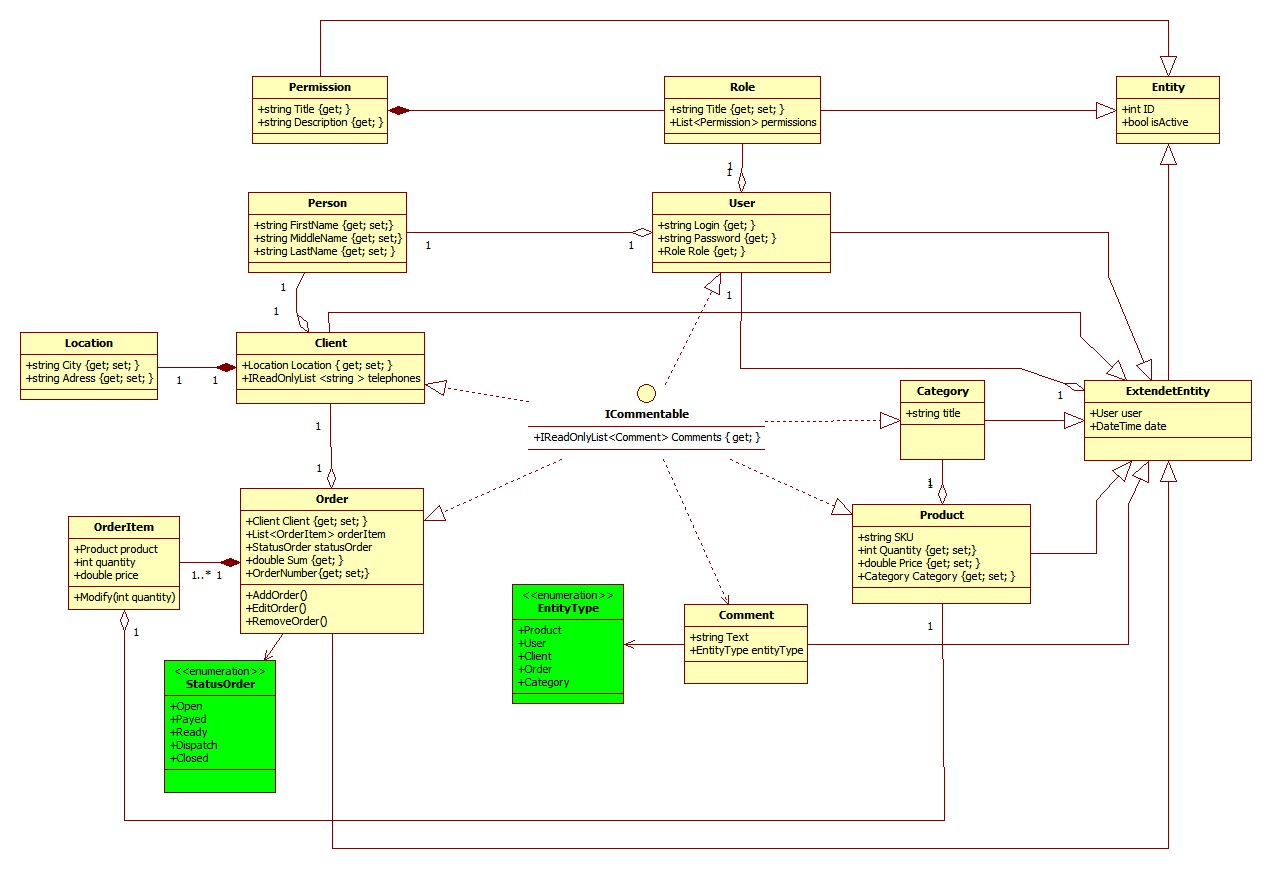 Permission
+string Title {get; }
+string Description {get; }
Role
+string Title {get; set; }
+List<Permission> permissions
Entity
+int ID
+bool isActive
1
1
Person
+string FirstName {get; set;}
+string MiddleName {get; set;}
+string LastName {get; set; }
User
+string Login {get; }
+string Password {get; }
+Role Role {get; }
1
1
1
1
1
Location
+string City {get; set; }
+string Adress {get; set; }
1
1
Client
+Location Location { get; set; }
+IReadOnlyList <string > telephones
ICommentable
+IReadOnlyList<Comment> Comments { get; }
Category
+string title
1
ExtendetEntity
+User user
+DateTime date
1
1
1
1
OrderItem
+Product product
+int quantity
+double price
+Modify(int quantity)
1..*
1
1
Order
+Client Client {get; set; }
+List<OrderItem> orderItem
+StatusOrder statusOrder
+double Sum {get; }
+OrderNumber{get; set;}
+AddOrder()
+EditOrder()
+RemoveOrder()
Product
+string SKU
+int Quantity {get; set;}
+double Price {get; set; }
+Category Category {get; set; }
1
<<enumeration>>
EntityType
+Product
+User
+Client
+Order
+Category
Comment
+string Text
+EntityType entityType
<<enumeration>>
StatusOrder
+Open
+Payed
+Ready
+Dispatch
+Closed